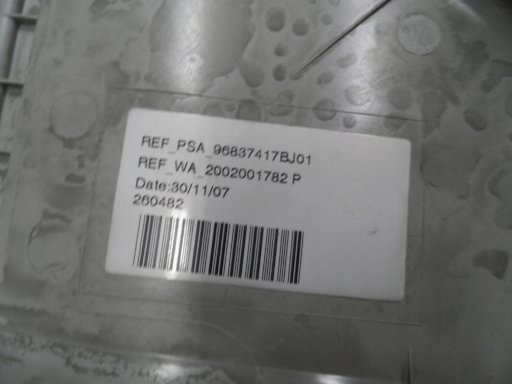 REF_PSA_96837417BJ01
REF_WA_2002001782 P
Date:30/11/07
260482